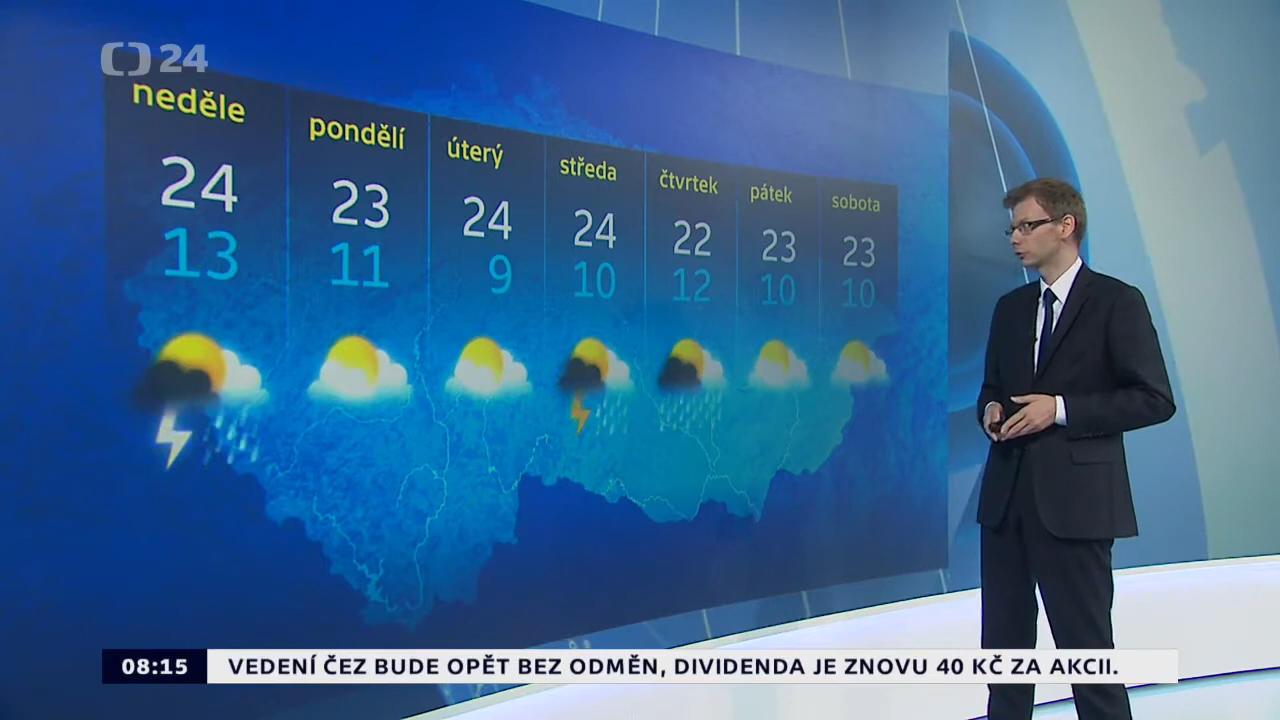 24
neděle pondělí úterý středa čtvrtek pátek sobota
24 23 24 24 22 23 23
13 11 9 10 12 10 10
08:15 VEDENÍ ČEZ BUDE OPĚT BEZ ODMĚN, DIVIDENDA JE ZNOVU 40 KČ ZA AKCII.